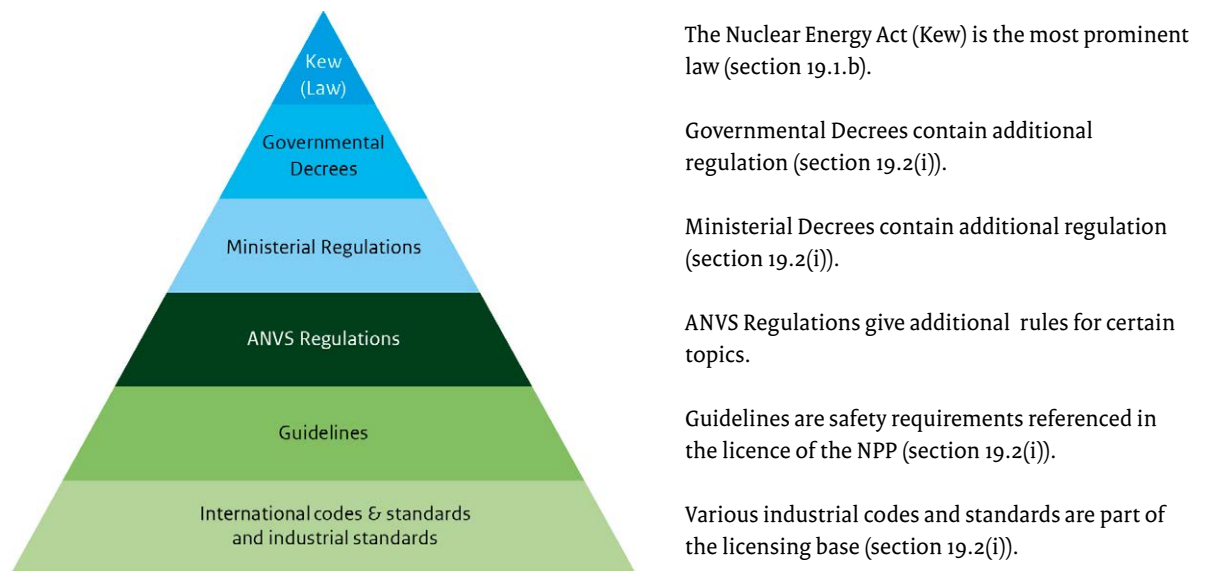 Kew
(Law)
The Nuclear Energy Act (Kew) is the most prominent
law (section 19.1.b).
Governmental
Decrees
Governmental Decrees contain additional
regulation (section 19.2(i)).
Ministerial Regulations
Ministerial Decrees contain additional regulation
(section 19.2(i)).
ANVS Regulations
ANVS Regulations give additional rules for certain
topics.
Guidelines
Guidelines are safety requirements referenced in
the licence of the NPP (section 19.2(i)).
International codes & standards
and industrial standards
Various industrial codes and standards are part of
the licensing base (section 19.2(i)).